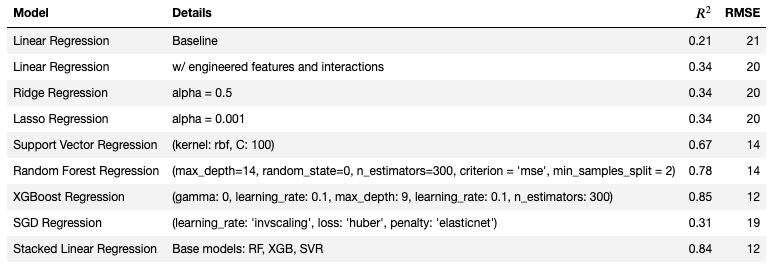 Model Details R² RMSE
Linear Regression Baseline 0.21 21
Linear Regression w/ engineered features and interactions 0.34 20
Ridge Regression alpha = 0.5 0.34 20
Lasso Regression alpha = 0.001 0.34 20
Support Vector Regression (kernel: rbf, C: 100) 0.67 14
Random Forest Regression (max_depth=14, random_state=0, n_estimators=300, criterion = 'mse', min_samples_split = 2) 0.78 14
XGBoost Regression (gamma: 0, learning_rate: 0.1, max_depth: 9, learning_rate: 0.1, n_estimators: 300) 0.85 12
SGD Regression (learning_rate: 'invscaling', loss: 'huber', penalty: 'elasticnet') 0.31 19
Stacked Linear Regression Base models: RF, XGB, SVR 0.84 12